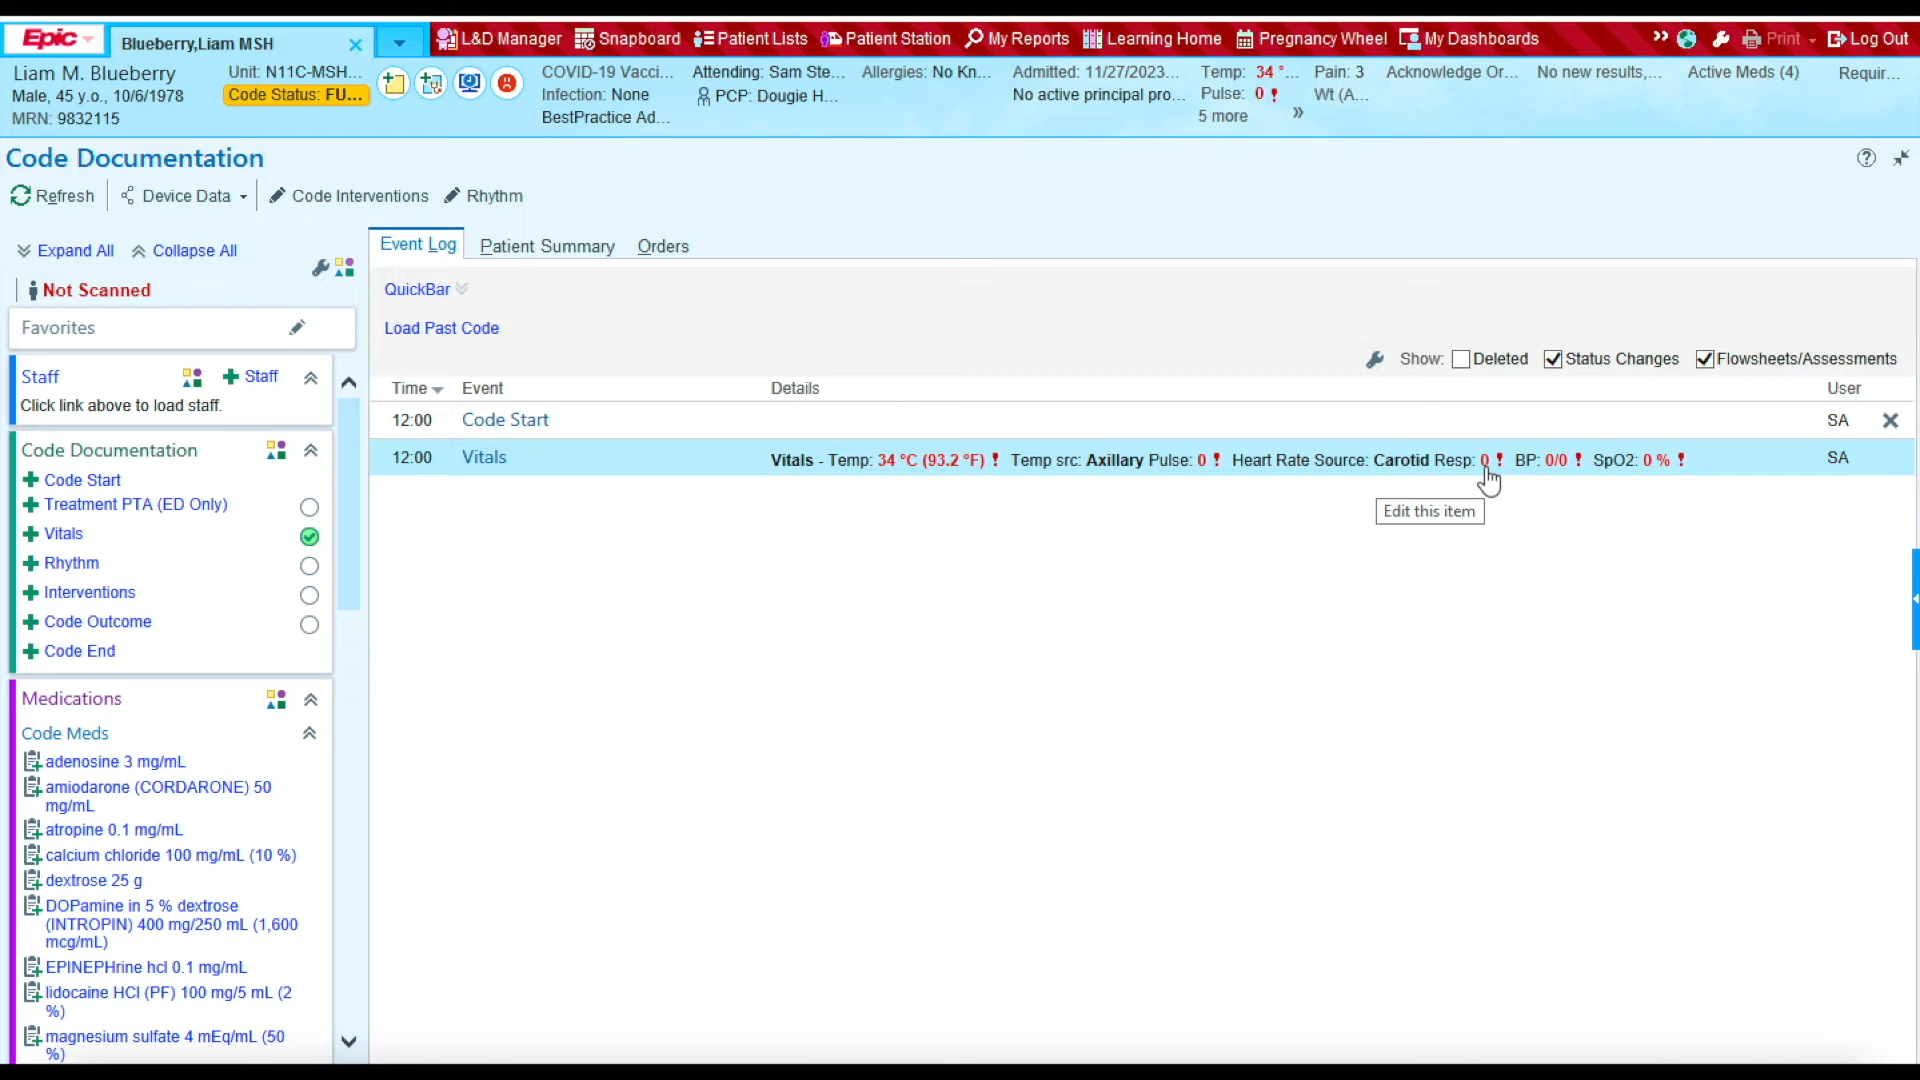 Epic
Blueberry,Liam MSH
L&D Manager
Snapboard
Patient Lists
Patient Station
My Reports
Learning Home
Pregnancy Wheel
My Dashboards
Print
Log Out
Liam M. Blueberry
Male, 45 y.o., 10/6/1978
MRN: 9832115
Unit: N11C-MSH...
Code Status: FU...
COVID-19 Vacci...
Infection: None
BestPractice Ad...
Attending: Sam Ste...
PCP: Dougie H...
Allergies: No Kn...
Admitted: 11/27/2023...
No active principal pro...
Temp: 34 °...
Pulse: 0 !
5 more
Pain: 3
Wt (A...
Acknowledge Or...
No new results,...
Active Meds (4)
Requir...
Code Documentation
Refresh
Device Data
Code Interventions
Rhythm
Expand All
Collapse All
Not Scanned
Favorites
Staff
Staff
Click link above to load staff.
Code Documentation
Code Start
Treatment PTA (ED Only)
Vitals
Rhythm
Interventions
Code Outcome
Code End
Medications
Code Meds
adenosine 3 mg/mL
amiodarone (CORDARONE) 50
mg/mL
atropine 0.1 mg/mL
calcium chloride 100 mg/mL (10 %)
dextrose 25 g
DOPamine in 5 % dextrose
(INTROPIN) 400 mg/250 mL (1,600
mcg/mL)
EPINEPHrine hcl 0.1 mg/mL
lidocaine HCl (PF) 100 mg/5 mL (2
%)
magnesium sulfate 4 mEq/mL (50
%)
Event Log
Patient Summary
Orders
QuickBar
Load Past Code
Show: Deleted Status Changes Flowsheets/Assessments
Time Event Details User
12:00 Code Start SA
12:00 Vitals Vitals - Temp: 34 °C (93.2 °F) ! Temp src: Axillary Pulse: 0 ! Heart Rate Source: Carotid Resp: 0 ! BP: 0/0 ! SpO2: 0 % ! SA
Edit this item